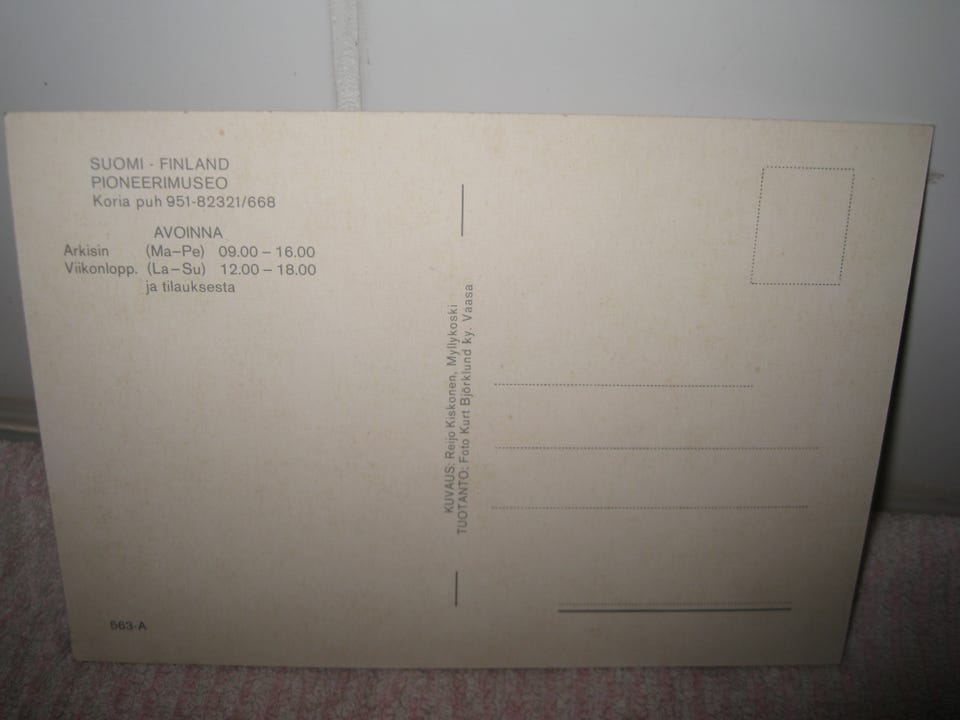 SUOMI - FINLAND
PIONEERIMUSEO
Koria puh 951-82321/668
AVOINNA
Arkisin (Ma–Pe) 09.00 – 16.00
Viikonlopp. (La–Su) 12.00 – 18.00
ja tilauksesta
KUVAUS: Reijo Kiskonen, Myllykoski
TUOTANTO: Foto Kurt Björklund ky. Vaasa
563-A